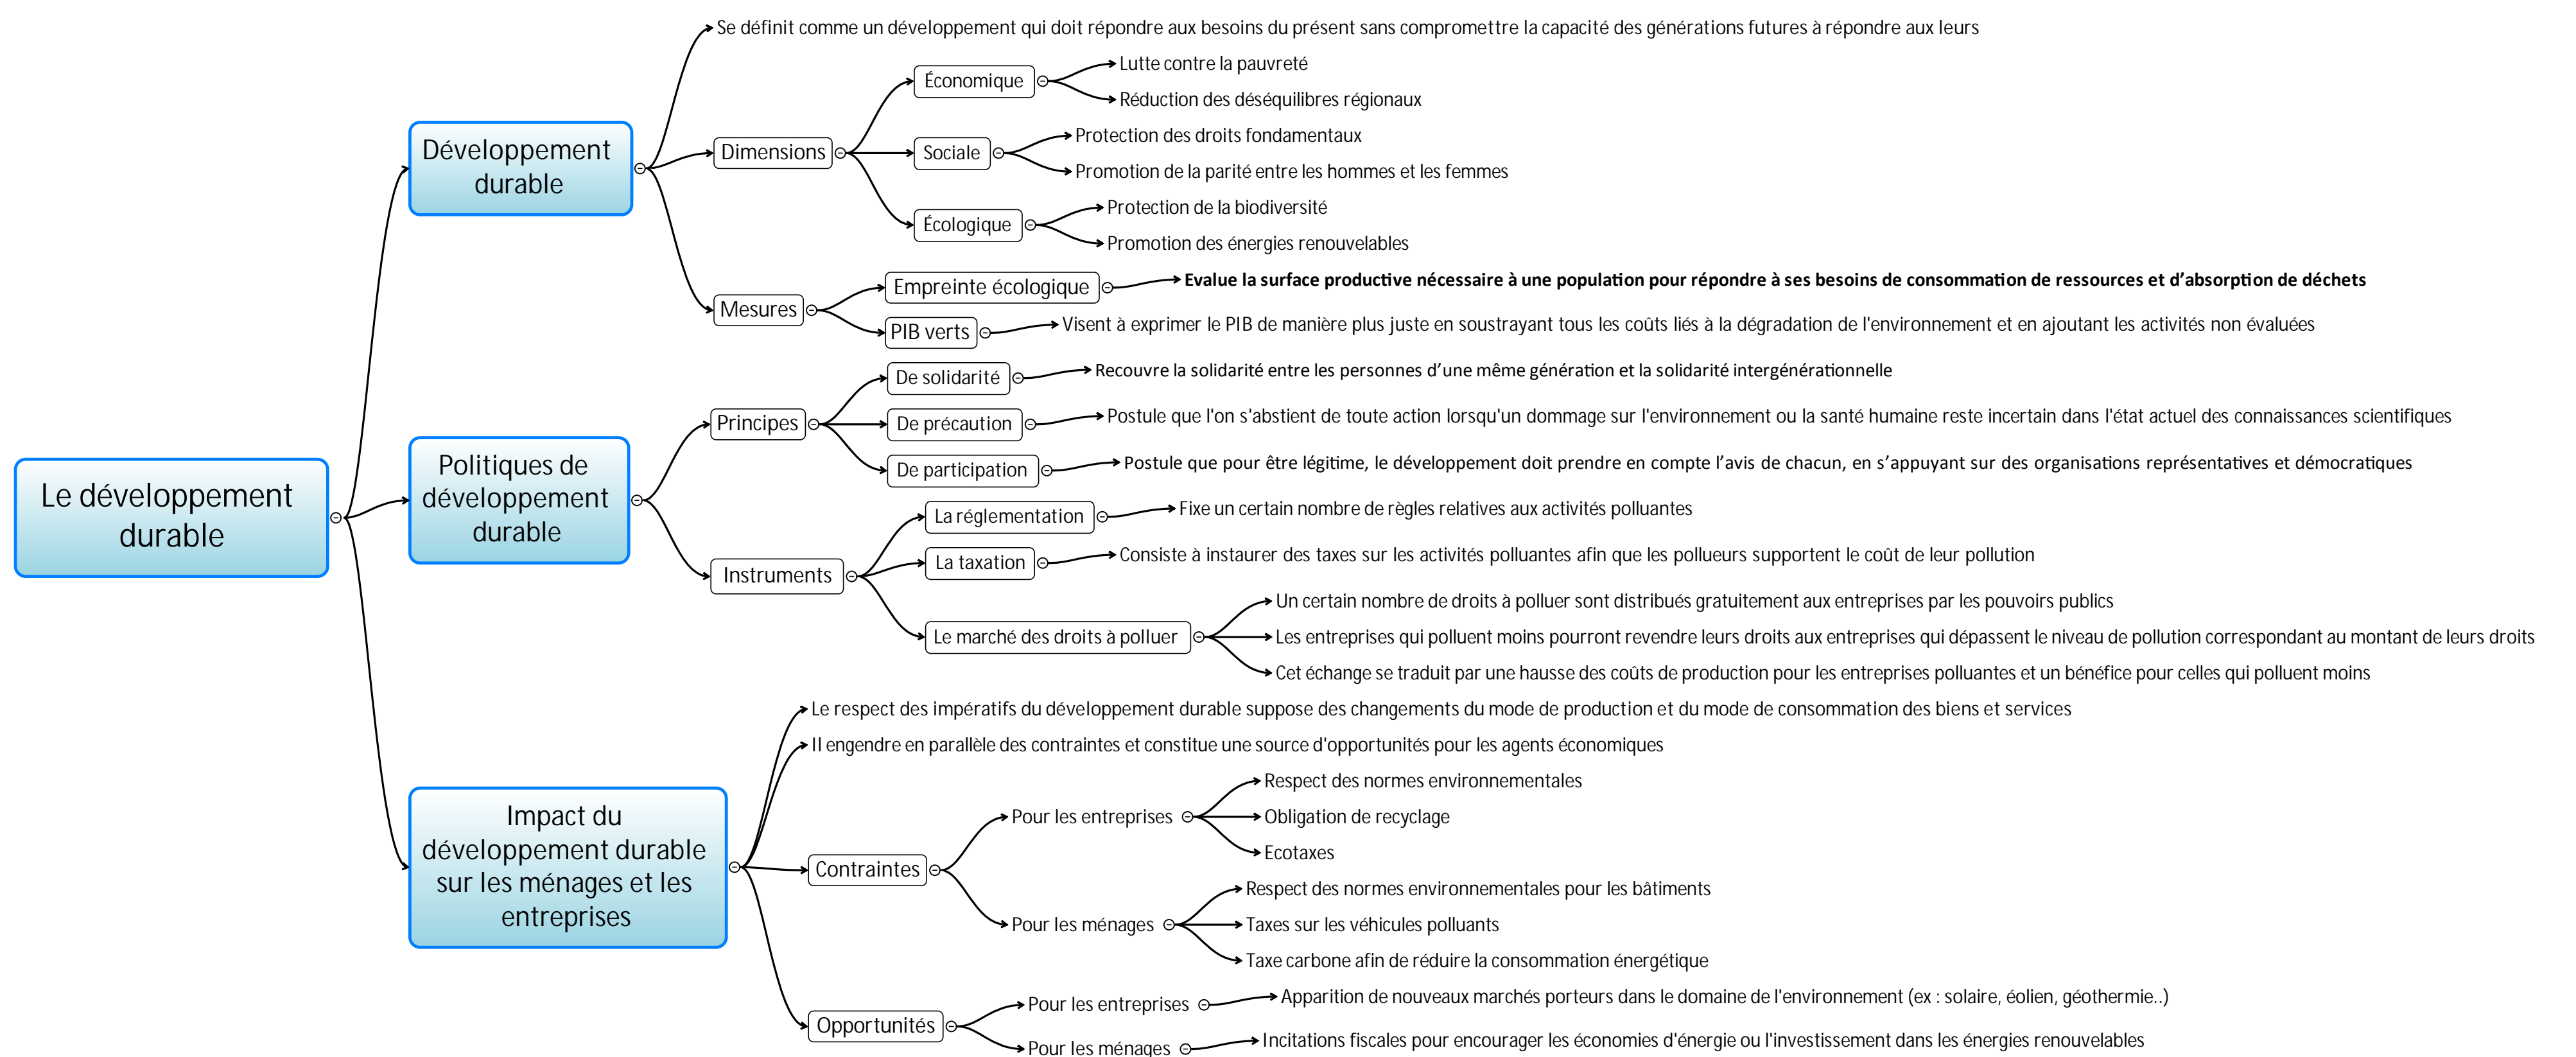 Le développement
durable
Développement
durable
Se définit comme un développement qui doit répondre aux besoins du présent sans compromettre la capacité des générations futures à répondre aux leurs
Dimensions
Économique
Lutte contre la pauvreté
Réduction des déséquilibres régionaux
Sociale
Protection des droits fondamentaux
Promotion de la parité entre les hommes et les femmes
Écologique
Protection de la biodiversité
Promotion des énergies renouvelables
Mesures
Empreinte écologique
Evalue la surface productive nécessaire à une population pour répondre à ses besoins de consommation de ressources et d’absorption de déchets
PIB verts
Visent à exprimer le PIB de manière plus juste en soustrayant tous les coûts liés à la dégradation de l'environnement et en ajoutant les activités non évaluées
Politiques de
développement
durable
Principes
De solidarité
Recouvre la solidarité entre les personnes d’une même génération et la solidarité intergénérationnelle
De précaution
Postule que l'on s'abstient de toute action lorsqu'un dommage sur l'environnement ou la santé humaine reste incertain dans l'état actuel des connaissances scientifiques
De participation
Postule que pour être légitime, le développement doit prendre en compte l’avis de chacun, en s’appuyant sur des organisations représentatives et démocratiques
Instruments
La réglementation
Fixe un certain nombre de règles relatives aux activités polluantes
La taxation
Consiste à instaurer des taxes sur les activités polluantes afin que les pollueurs supportent le coût de leur pollution
Le marché des droits à polluer
Un certain nombre de droits à polluer sont distribués gratuitement aux entreprises par les pouvoirs publics
Les entreprises qui polluent moins pourront revendre leurs droits aux entreprises qui dépassent le niveau de pollution correspondant au montant de leurs droits
Cet échange se traduit par une hausse des coûts de production pour les entreprises polluantes et un bénéfice pour celles qui polluent moins
Impact du
développement durable
sur les ménages et les
entreprises
Le respect des impératifs du développement durable suppose des changements du mode de production et du mode de consommation des biens et services
Il engendre en parallèle des contraintes et constitue une source d'opportunités pour les agents économiques
Contraintes
Pour les entreprises
Respect des normes environnementales
Obligation de recyclage
Ecotaxes
Pour les ménages
Respect des normes environnementales pour les bâtiments
Taxes sur les véhicules polluants
Taxe carbone afin de réduire la consommation énergétique
Opportunités
Pour les entreprises
Apparition de nouveaux marchés porteurs dans le domaine de l'environnement (ex : solaire, éolien, géothermie..)
Pour les ménages
Incitations fiscales pour encourager les économies d'énergie ou l'investissement dans les énergies renouvelables